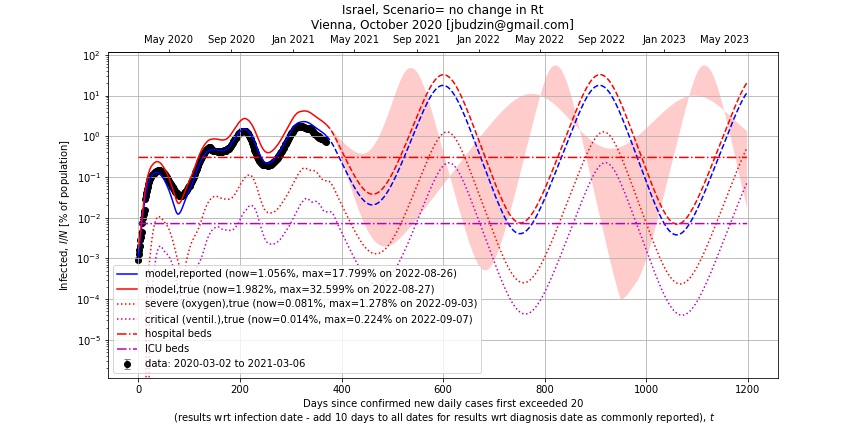 Israel, Scenario= no change in Rt
Vienna, October 2020 [jbudzin@gmail.com]
May 2020 Sep 2020 Jan 2021 May 2021 Sep 2021 Jan 2022 May 2022 Sep 2022 Jan 2023 May 2023
10²
10¹
10⁰
10⁻¹
10⁻²
10⁻³
10⁻⁴
10⁻⁵
Infected, I/N [% of population]
model,reported (now=1.056%, max=17.799% on 2022-08-26)
model,true (now=1.982%, max=32.599% on 2022-08-27)
severe (oxygen),true (now=0.081%, max=1.278% on 2022-09-03)
critical (ventil.),true (now=0.014%, max=0.224% on 2022-09-07)
hospital beds
ICU beds
data: 2020-03-02 to 2021-03-06
0 200 400 600 800 1000 1200
Days since confirmed new daily cases first exceeded 20
(results wrt infection date - add 10 days to all dates for results wrt diagnosis date as commonly reported), t